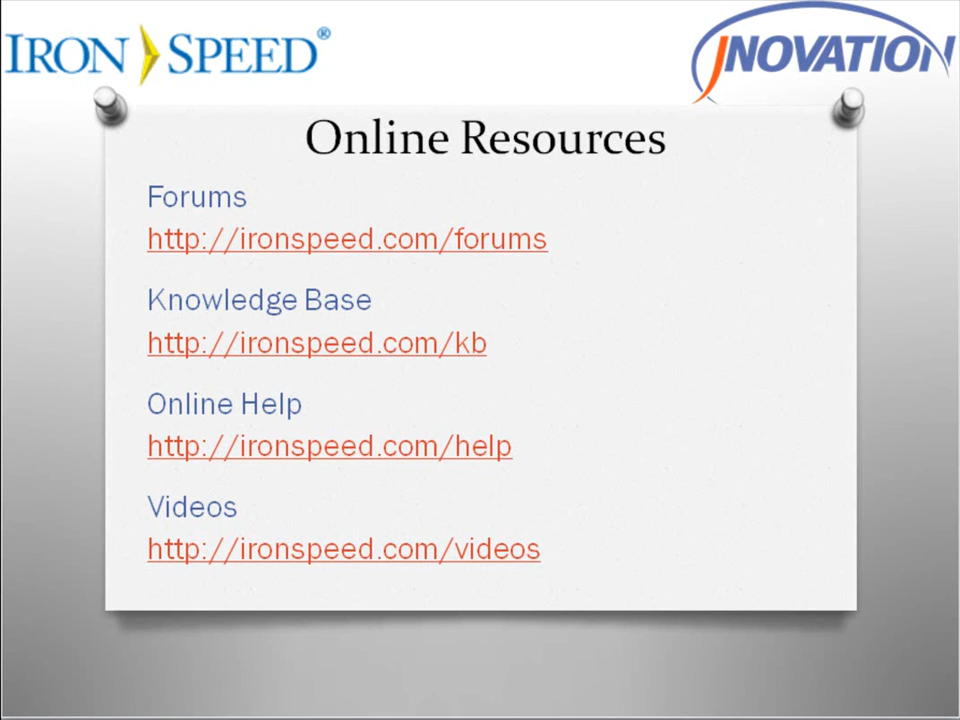 IRON SPEED®
JNOVATION
Online Resources
Forums
http://ironspeed.com/forums
Knowledge Base
http://ironspeed.com/kb
Online Help
http://ironspeed.com/help
Videos
http://ironspeed.com/videos